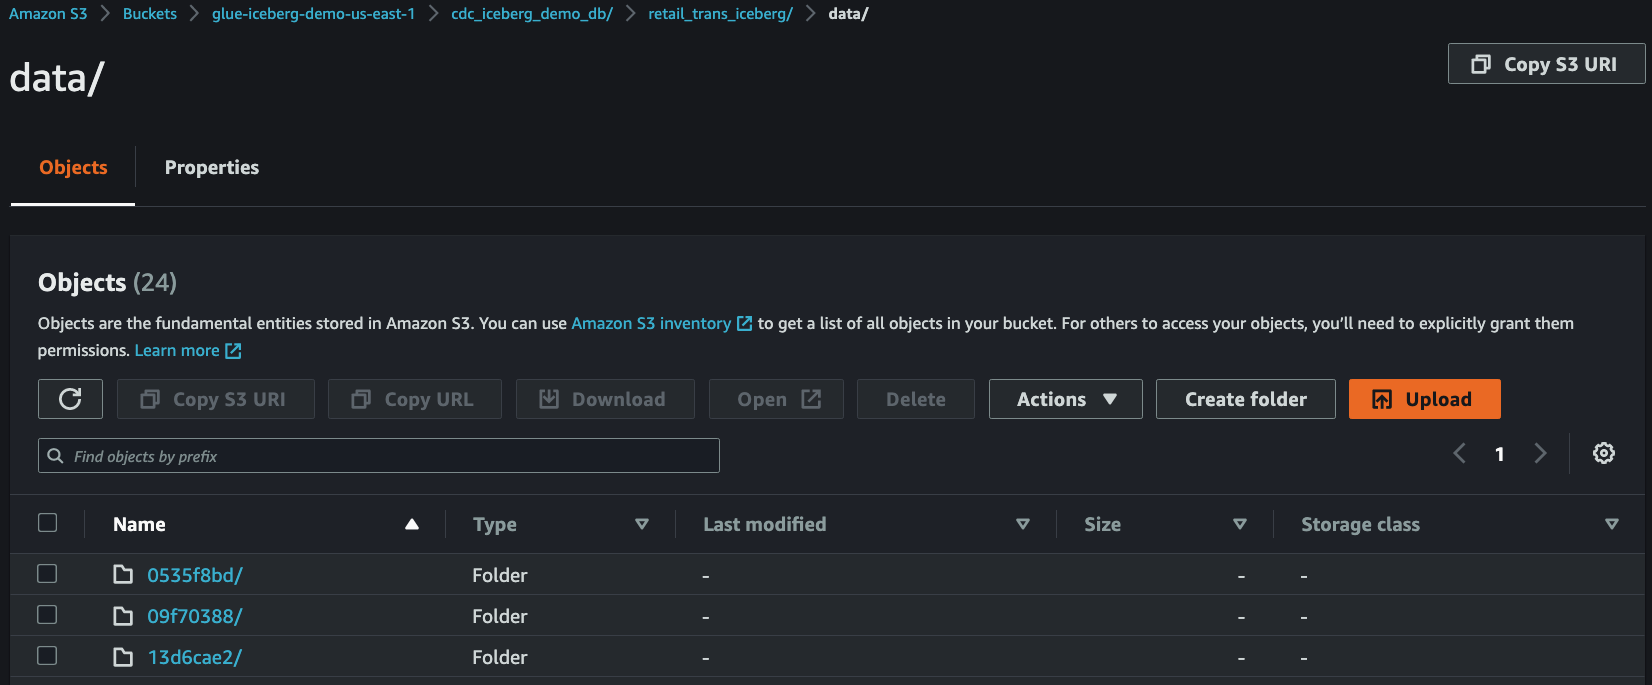 Amazon S3 > Buckets > glue-iceberg-demo-us-east-1 > cdc_iceberg_demo_db/ > retail_trans_iceberg/ > data/
data/
Copy S3 URI
Objects Properties
Objects (24)
Objects are the fundamental entities stored in Amazon S3. You can use Amazon S3 inventory to get a list of all objects in your bucket. For others to access your objects, you’ll need to explicitly grant them
permissions. Learn more
Copy S3 URI Copy URL Download Open Delete Actions Create folder Upload
Find objects by prefix
1
Name Type Last modified Size Storage class
0535f8bd/ Folder - - -
09f70388/ Folder - - -
13d6cae2/ Folder - - -